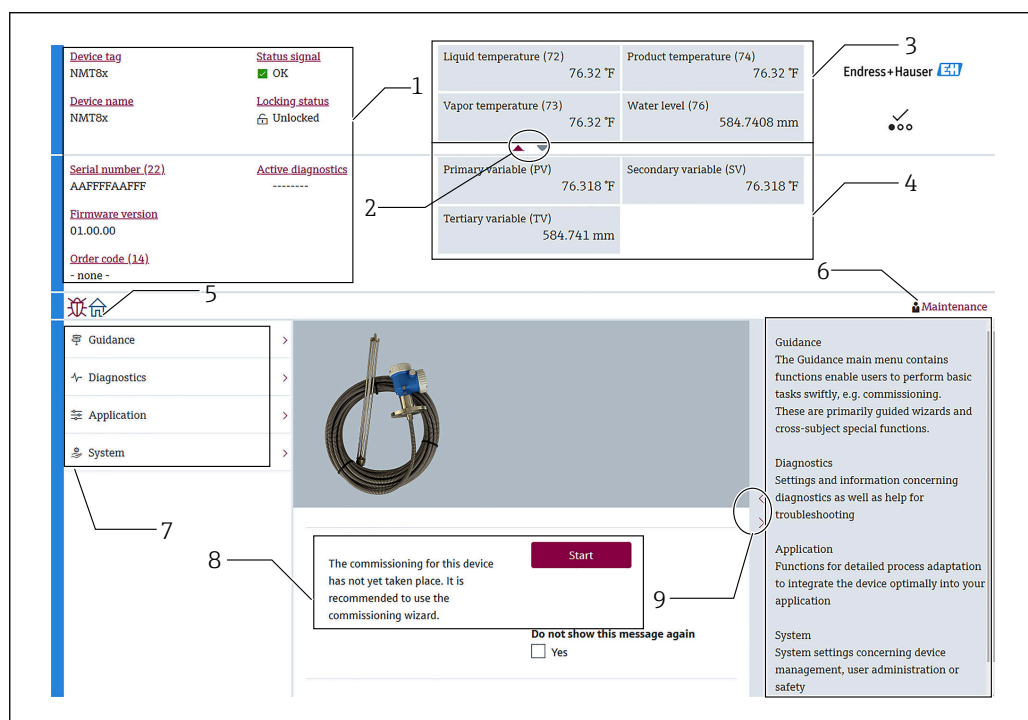 Device tag
NMT8x
Status signal
OK
Device name
NMT8x
Locking status
Unlocked
1
Liquid temperature (72)
76.32 °F
Product temperature (74)
76.32 °F
Vapor temperature (73)
76.32 °F
Water level (76)
584.7408 mm
3
Endress+Hauser EH
Serial number (22)
AAFFFFAAFFF
Active diagnostics
--------
Firmware version
01.00.00
Order code (14)
- none -
2
Primary variable (PV)
76.318 °F
Secondary variable (SV)
76.318 °F
Tertiary variable (TV)
584.741 mm
4
5
6
Maintenance
Guidance
Diagnostics
Application
System
7
8
The commissioning for this device
has not yet taken place. It is
recommended to use the
commissioning wizard.
Start
Do not show this message again
Yes
9
Guidance
The Guidance main menu contains
functions enable users to perform basic
tasks swiftly, e.g. commissioning.
These are primarily guided wizards and
cross-subject special functions.
Diagnostics
Settings and information concerning
diagnostics as well as help for
troubleshooting
Application
Functions for detailed process adaptation
to integrate the device optimally into your
application
System
System settings concerning device
management, user administration or
safety